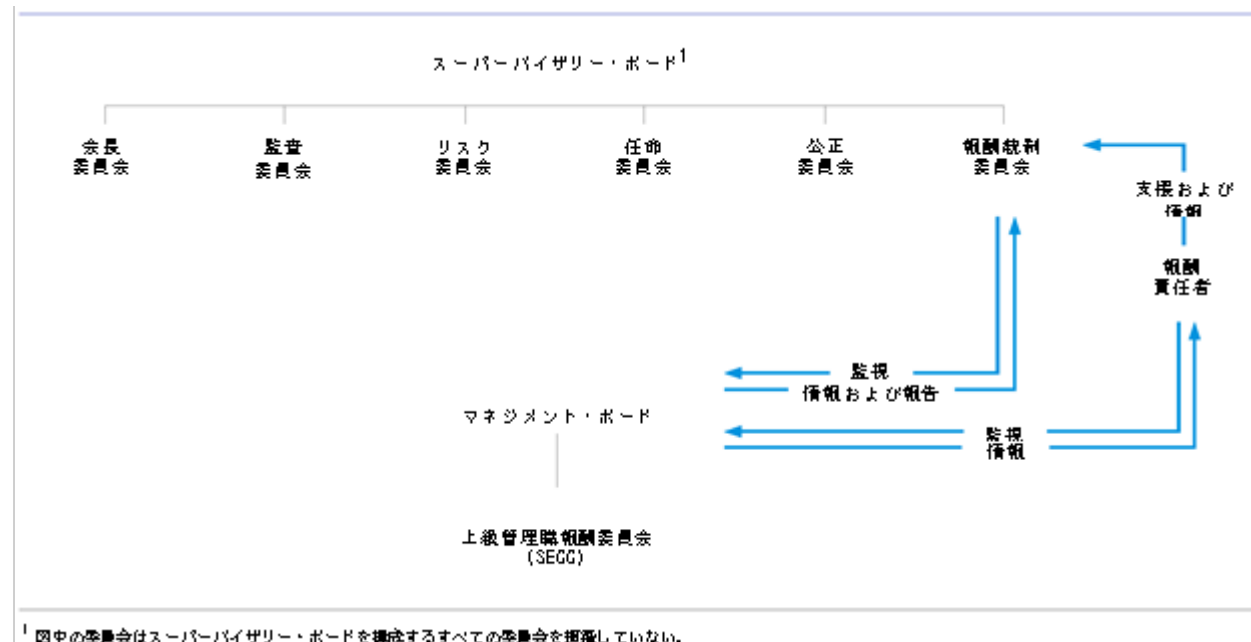 スーパーバイザリー・ボード1
会長
委員会
監査
委員会
リスク
委員会
任命
委員会
公正
委員会
報酬統制
委員会
支援および
情報
報酬
責任者
監視
情報および報告
マネジメント・ボード
監視
情報
上級管理職報酬委員会
(SECC)
1 図中の委員会はスーパーバイザリー・ボードを構成するすべての委員会を網羅していない。